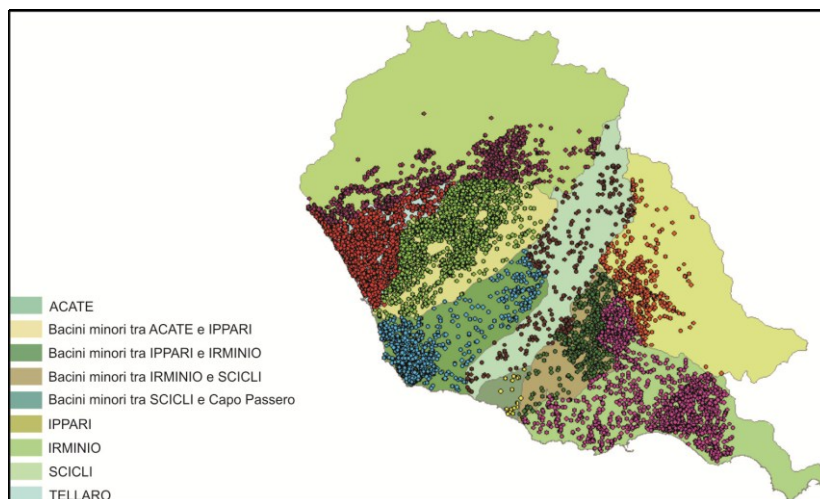 ACATE
Bacini minori tra ACATE e IPPARI
Bacini minori tra IPPARI e IRMINIO
Bacini minori tra IRMINIO e SCICLI
Bacini minori tra SCICLI e Capo Passero
IPPARI
IRMINIO
SCICLI
TELLARO